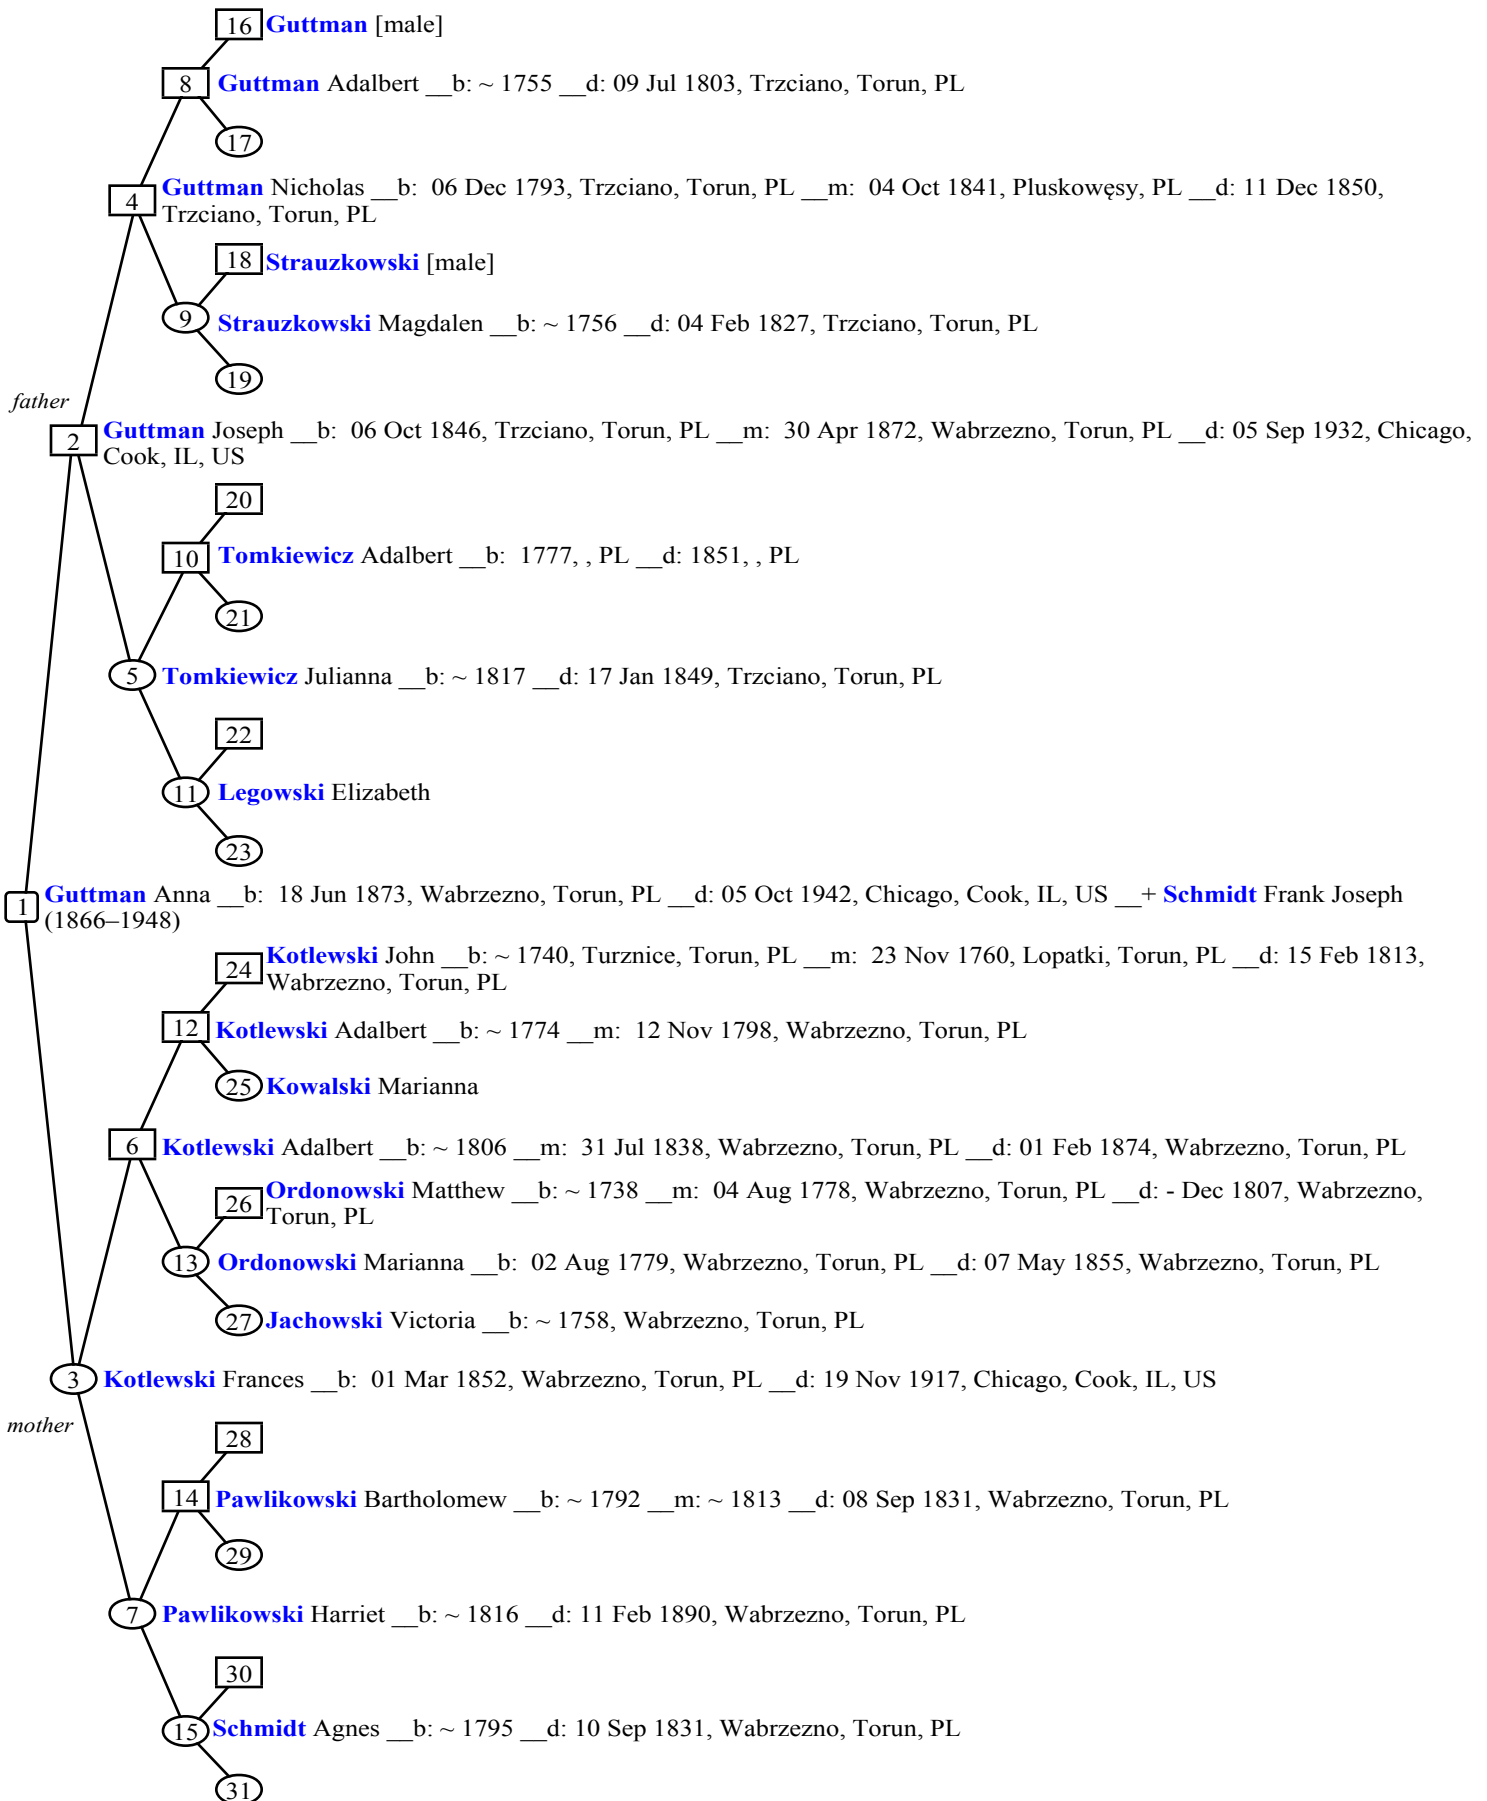 16 Guttman [male]
8 Guttman Adalbert __b: ~ 1755 __d: 09 Jul 1803, Trzciano, Torun, PL
17
4 Guttman Nicholas __b:  06 Dec 1793, Trzciano, Torun, PL __m:  04 Oct 1841, Pluskowęsy, PL __d: 11 Dec 1850,
Trzciano, Torun, PL
18 Strauzkowski [male]
9 Strauzkowski Magdalen __b: ~ 1756 __d: 04 Feb 1827, Trzciano, Torun, PL
19
father
2 Guttman Joseph __b:  06 Oct 1846, Trzciano, Torun, PL __m:  30 Apr 1872, Wabrzezno, Torun, PL __d: 05 Sep 1932, Chicago,
Cook, IL, US
20
10 Tomkiewicz Adalbert __b:  1777, , PL __d: 1851, , PL
21
5 Tomkiewicz Julianna __b: ~ 1817 __d: 17 Jan 1849, Trzciano, Torun, PL
22
11 Legowski Elizabeth
23
1 Guttman Anna __b:  18 Jun 1873, Wabrzezno, Torun, PL __d: 05 Oct 1942, Chicago, Cook, IL, US __+ Schmidt Frank Joseph
(1866–1948)
24 Kotlewski John __b: ~ 1740, Turznice, Torun, PL __m:  23 Nov 1760, Lopatki, Torun, PL __d: 15 Feb 1813,
Wabrzezno, Torun, PL
12 Kotlewski Adalbert __b: ~ 1774 __m:  12 Nov 1798, Wabrzezno, Torun, PL
25 Kowalski Marianna
6 Kotlewski Adalbert __b: ~ 1806 __m:  31 Jul 1838, Wabrzezno, Torun, PL __d: 01 Feb 1874, Wabrzezno, Torun, PL
26 Ordonowski Matthew __b: ~ 1738 __m:  04 Aug 1778, Wabrzezno, Torun, PL __d: - Dec 1807, Wabrzezno,
Torun, PL
13 Ordonowski Marianna __b:  02 Aug 1779, Wabrzezno, Torun, PL __d: 07 May 1855, Wabrzezno, Torun, PL
27 Jachowski Victoria __b: ~ 1758, Wabrzezno, Torun, PL
3 Kotlewski Frances __b:  01 Mar 1852, Wabrzezno, Torun, PL __d: 19 Nov 1917, Chicago, Cook, IL, US
mother
28
14 Pawlikowski Bartholomew __b: ~ 1792 __m: ~ 1813 __d: 08 Sep 1831, Wabrzezno, Torun, PL
29
7 Pawlikowski Harriet __b: ~ 1816 __d: 11 Feb 1890, Wabrzezno, Torun, PL
30
15 Schmidt Agnes __b: ~ 1795 __d: 10 Sep 1831, Wabrzezno, Torun, PL
31